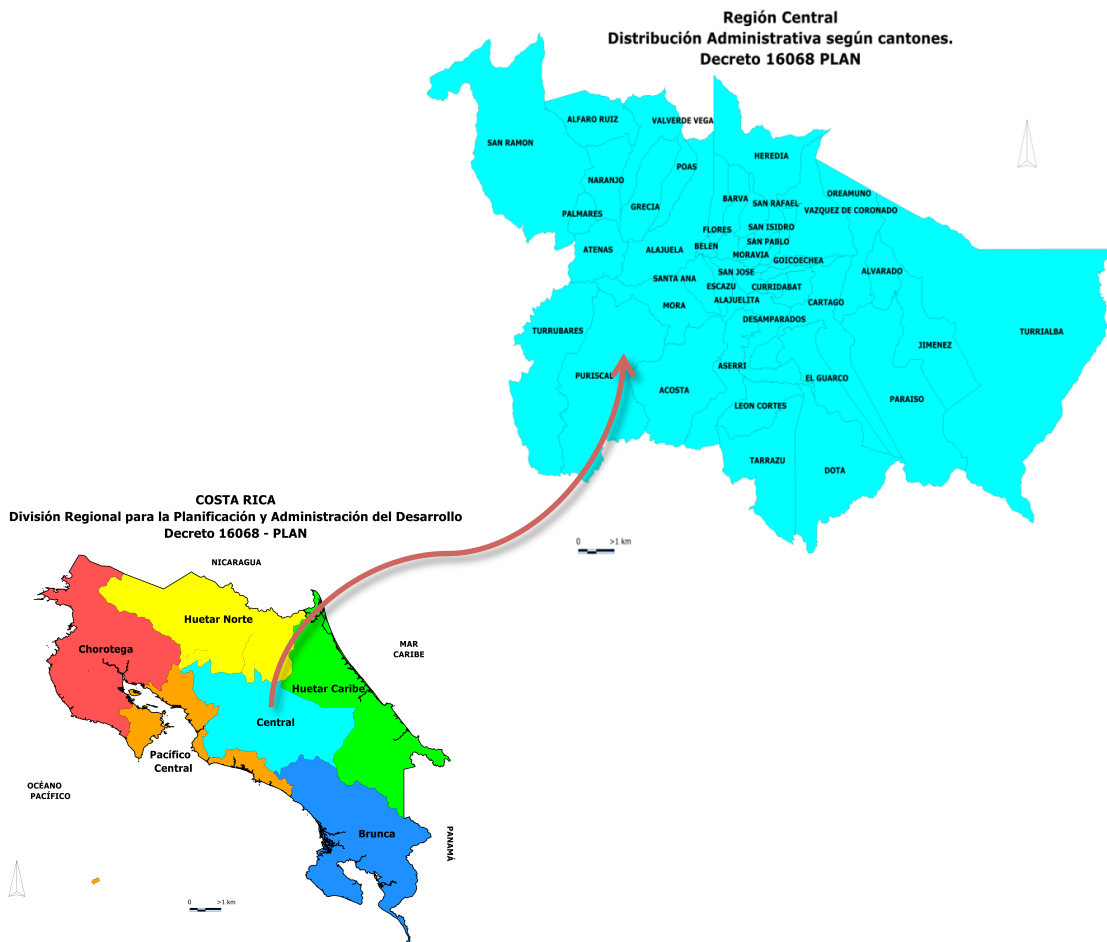 Región Central
Distribución Administrativa según cantones.
Decreto 16068 PLAN
ALFARO RUIZ
VALVERDE VEGA
SAN RAMON
HEREDIA
POAS
NARANJO
OREAMUNO
BARVA
SAN RAFAEL
GRECIA
VAZQUEZ DE CORONADO
PALMARES
FLORES
SAN ISIDRO
SAN PABLO
ATENAS
ALAJUELA
BELEN
MORAVIA
GOICOECHEA
SAN JOSE
ALVARADO
SANTA ANA
ESCAZU
CURRIDABAT
ALAJUELITA
CARTAGO
MORA
DESAMPARADOS
TURRUBARES
TURRIALBA
JIMENEZ
ASERRI
PURISCAL
EL GUARCO
ACOSTA
PARAISO
LEON CORTES
TARRAZU
DOTA
0 >1 km
COSTA RICA
División Regional para la Planificación y Administración del Desarrollo
Decreto 16068 - PLAN
NICARAGUA
Huetar Norte
MAR
CARIBE
Chorotega
Huetar Caribe
Central
Pacífico
Central
OCÉANO
PACÍFICO
Brunca
PANAMÁ
0 >1 km